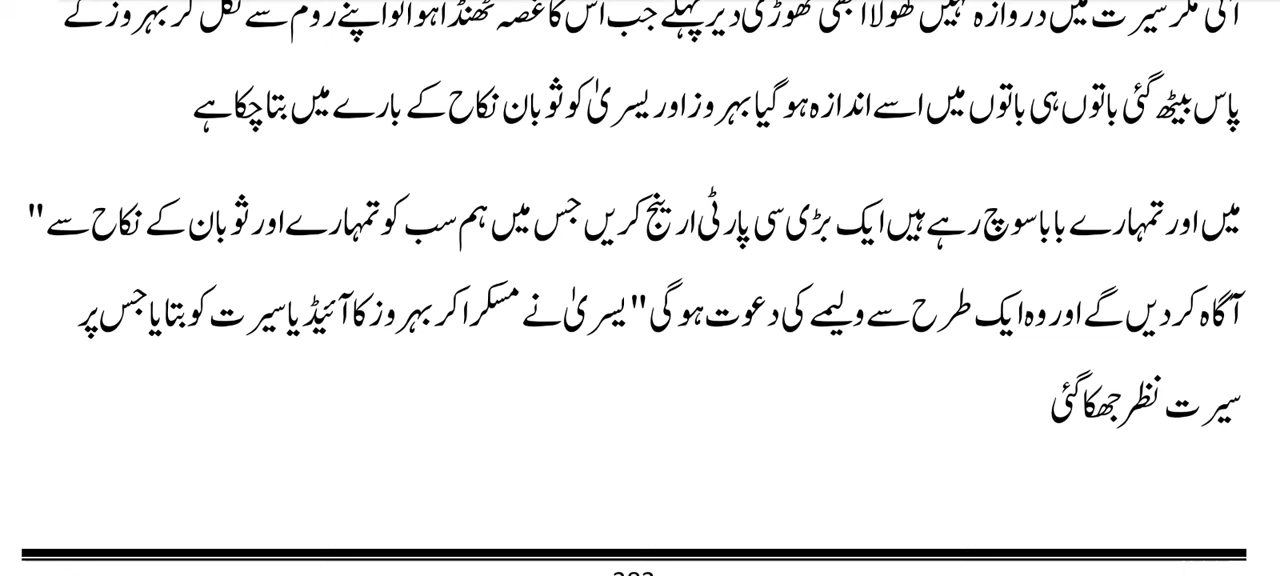 مگر سیرت میں دروازہ نہیں کھولا ابھی تھوڑی دیر پہلے جب اس کا غصہ ٹھنڈا ہوا تو اپنے روم سے نکل کر بہروز کے
پاس بیٹھ گئی باتوں ہی باتوں میں اسے اندازہ ہو گیا بہروز اور یسریٰ کو ثوبان نکاح کے بارے میں بتا چکا ہے
میں اور تمہارے بابا سوچ رہے ہیں ایک بڑی سی پارٹی ارینج کریں جس میں ہم سب کو تمہارے اور ثوبان کے نکاح سے "
آگاہ کر دیں گے اور وہ ایک طرح سے ولیمے کی دعوت ہو گی " یسریٰ نے مسکرا کر بہروز کا آئیڈیا سیرت کو بتایا جس پر
سیرت نظر جھکا گئی